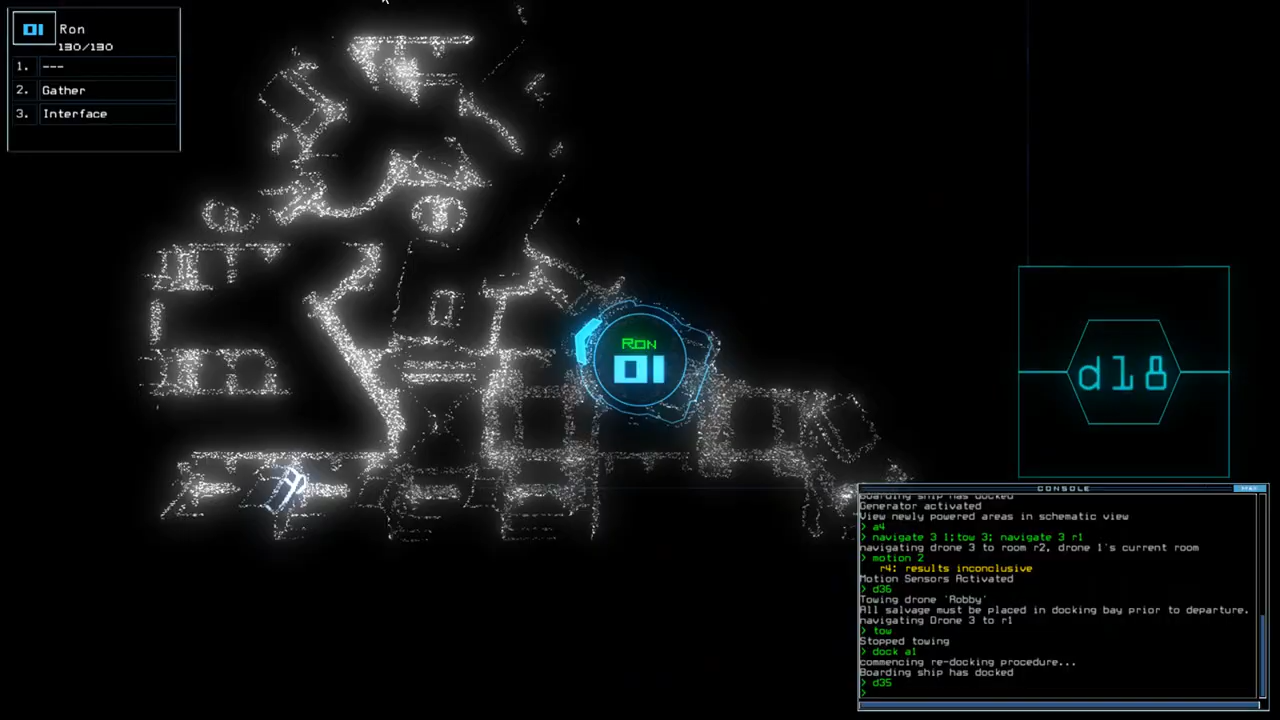 01 Ron
130/130
1. ---
2. Gather
3. Interface
Ron
01
d18
CONSOLE
Boarding ship has docked
Generator activated
View newly powered areas in schematic view
> a4
> navigate 3 1;tow 3; navigate 3 r1
navigating drone 3 to room r2, drone 1's current room
> motion 2
r4: results inconclusive
Motion Sensors Activated
> d36
Towing drone 'Robby'
All salvage must be placed in docking bay prior to departure.
navigating Drone 3 to r1
> tow
Stopped towing
> dock a1
commencing re-docking procedure...
Boarding ship has docked
> d35
>